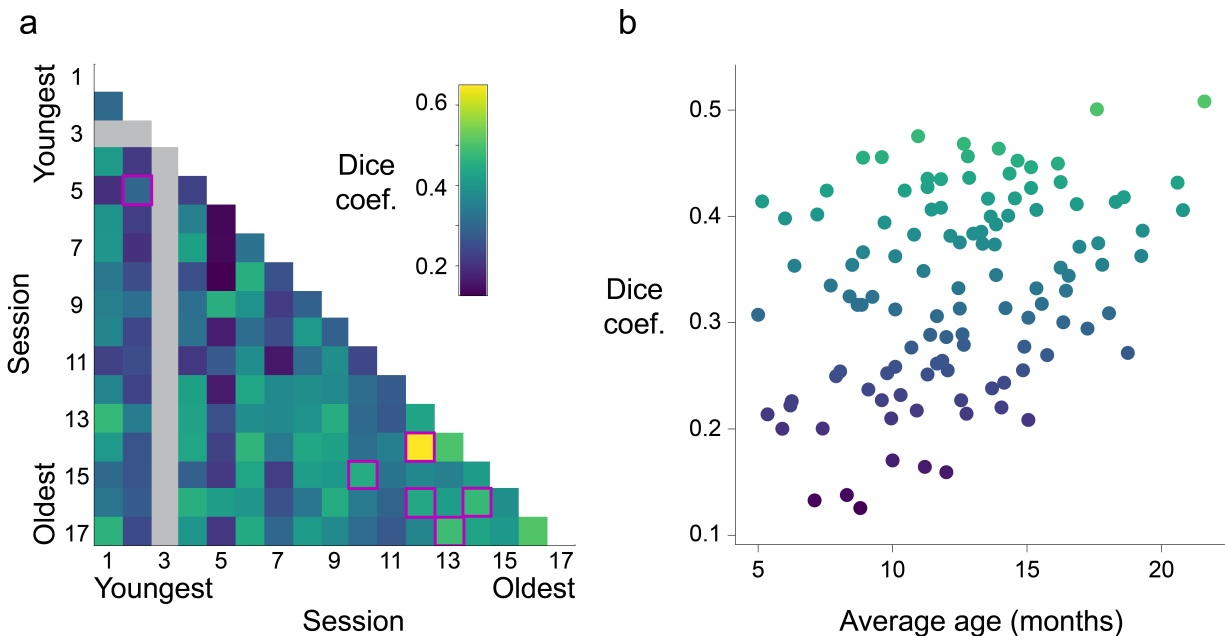 a
Youngest
1
3
5
7
9
11
13
15
17
Session
Oldest
1 3 5 7 9 11 13 15 17
Youngest Oldest
Session
Dice
coef.
0.6
0.4
0.2
b
Dice
coef.
0.5
0.4
0.3
0.2
0.1
5 10 15 20
Average age (months)